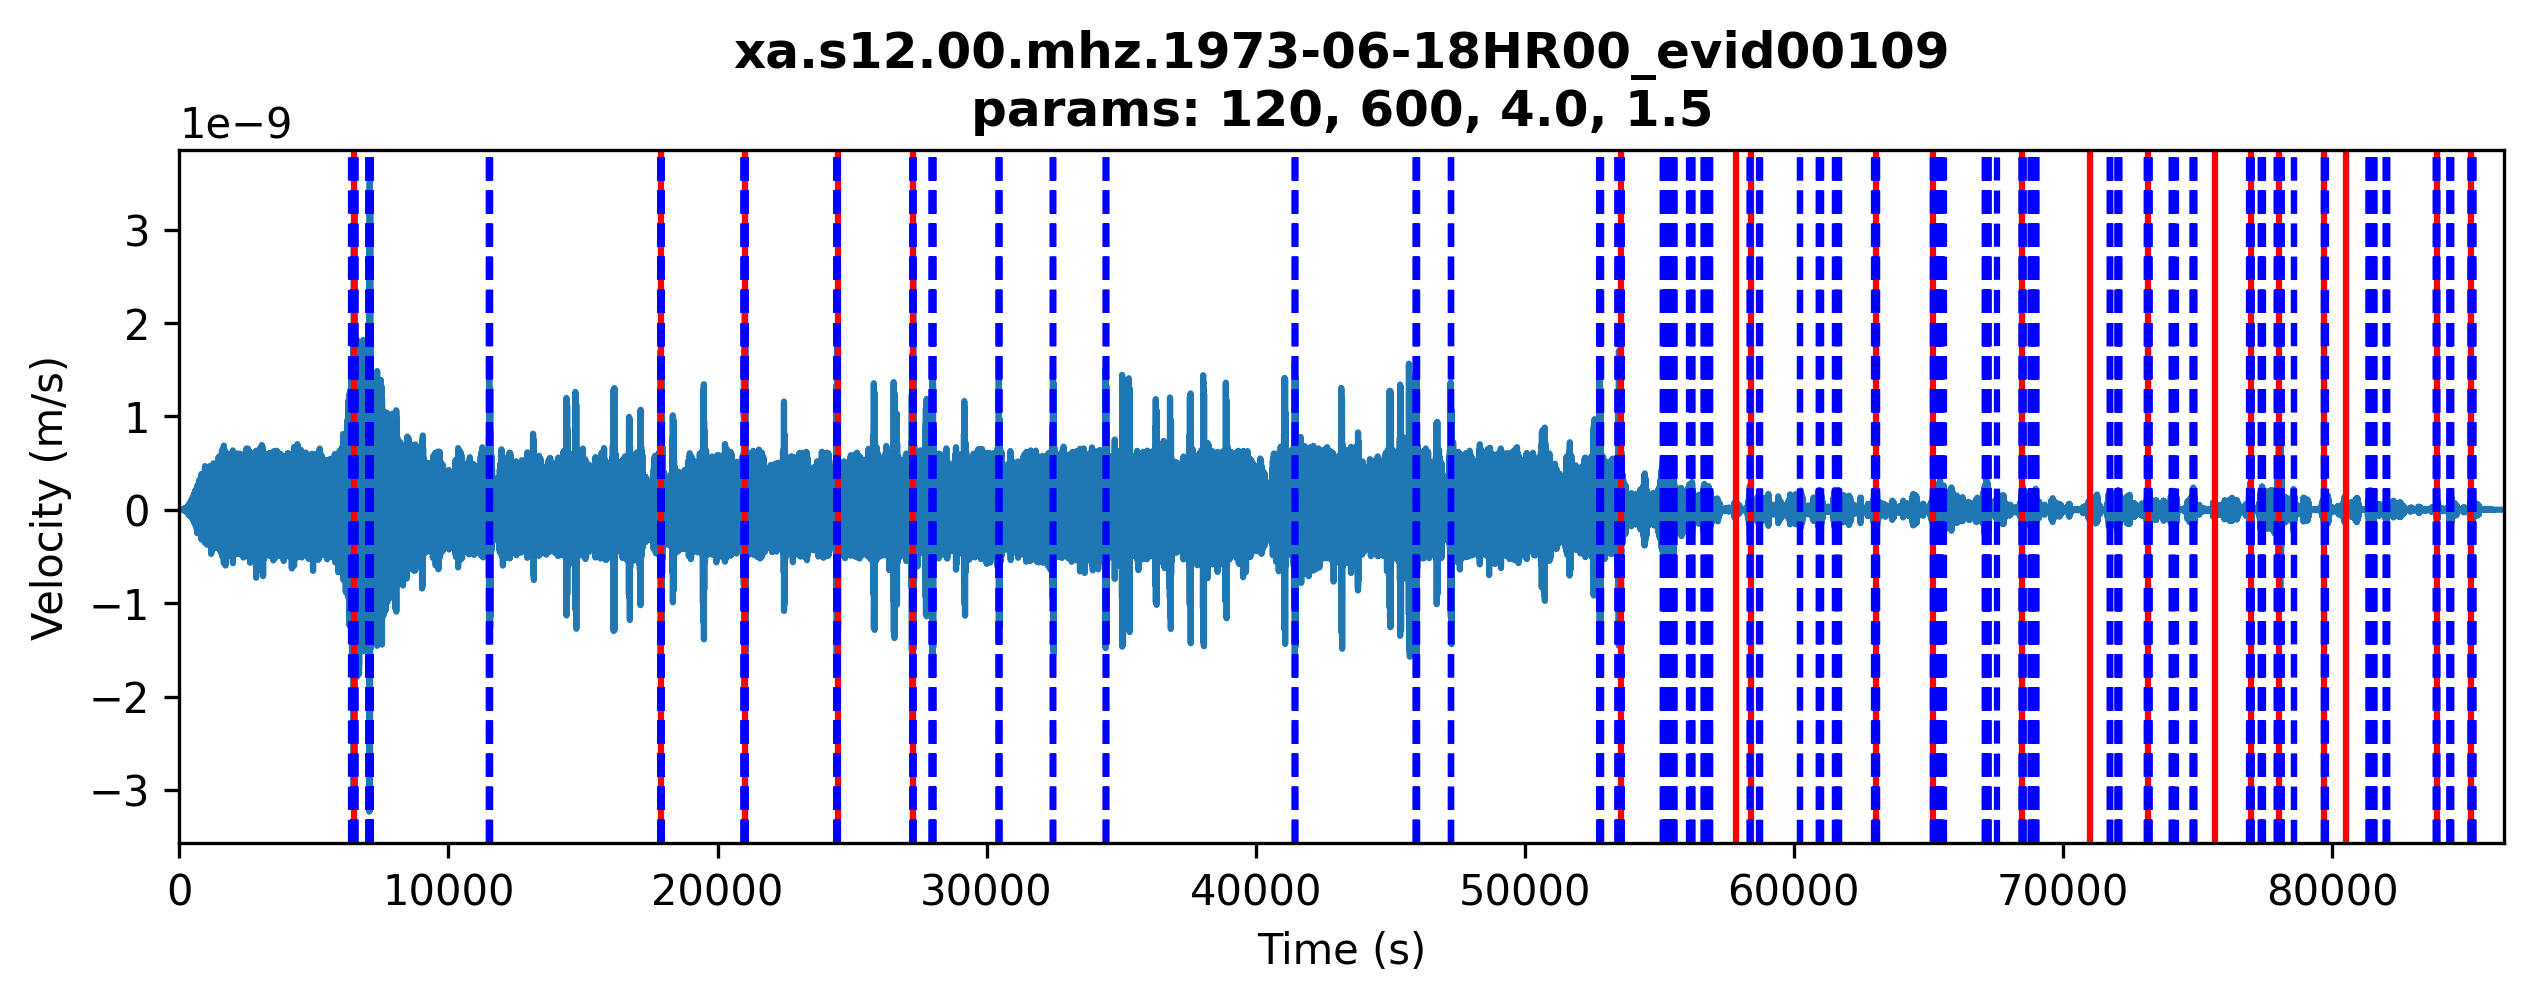 xa.s12.00.mhz.1973-06-18HR00_evid00109
params: 120, 600, 4.0, 1.5
1e−9
3
2
1
0
−1
−2
−3
Velocity (m/s)
0 10000 20000 30000 40000 50000 60000 70000 80000
Time (s)